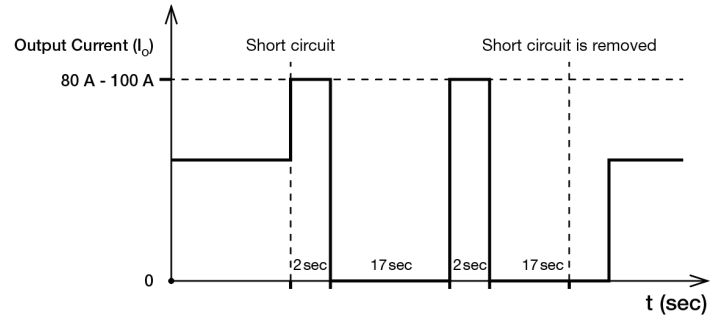 Output Current (I₀)
Short circuit
Short circuit is removed
80 A - 100 A
2 sec
17 sec
2 sec
17 sec
0
t (sec)